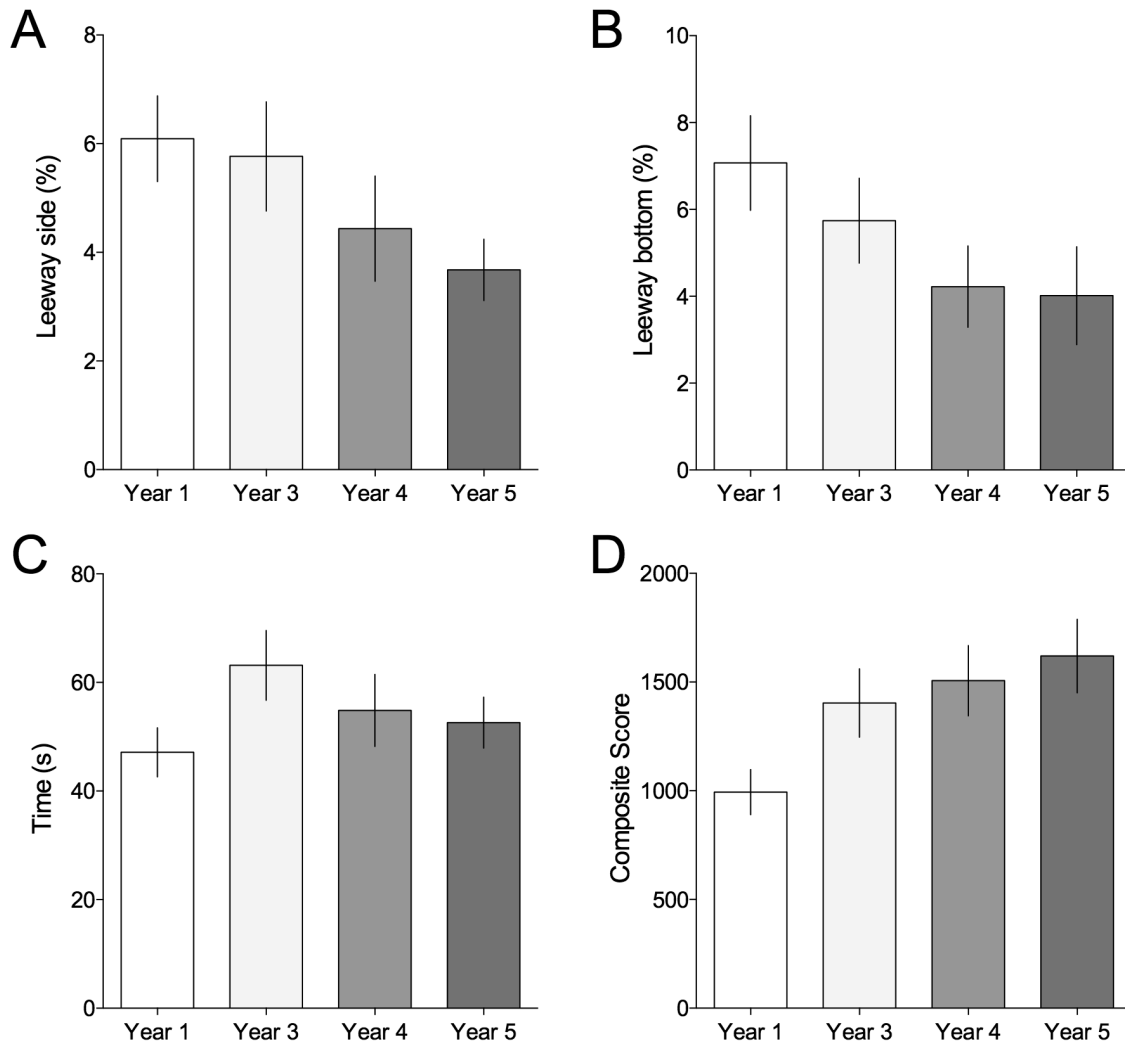 A
8
6
4
2
0
Leeway side (%)
Year 1 Year 3 Year 4 Year 5
B
10
8
6
4
2
0
Leeway bottom (%)
Year 1 Year 3 Year 4 Year 5
C
80
60
40
20
0
Time (s)
Year 1 Year 3 Year 4 Year 5
D
2000
1500
1000
500
0
Composite Score
Year 1 Year 3 Year 4 Year 5